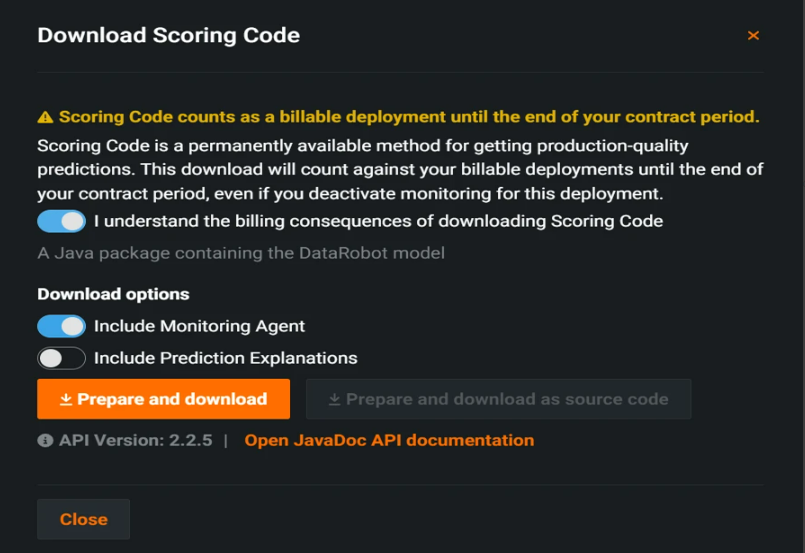 Download Scoring Code
Scoring Code counts as a billable deployment until the end of your contract period.
Scoring Code is a permanently available method for getting production-quality
predictions. This download will count against your billable deployments until the end of
your contract period, even if you deactivate monitoring for this deployment.
I understand the billing consequences of downloading Scoring Code
A Java package containing the DataRobot model
Download options
Include Monitoring Agent
Include Prediction Explanations
Prepare and download Prepare and download as source code
API Version: 2.2.5 | Open JavaDoc API documentation
Close